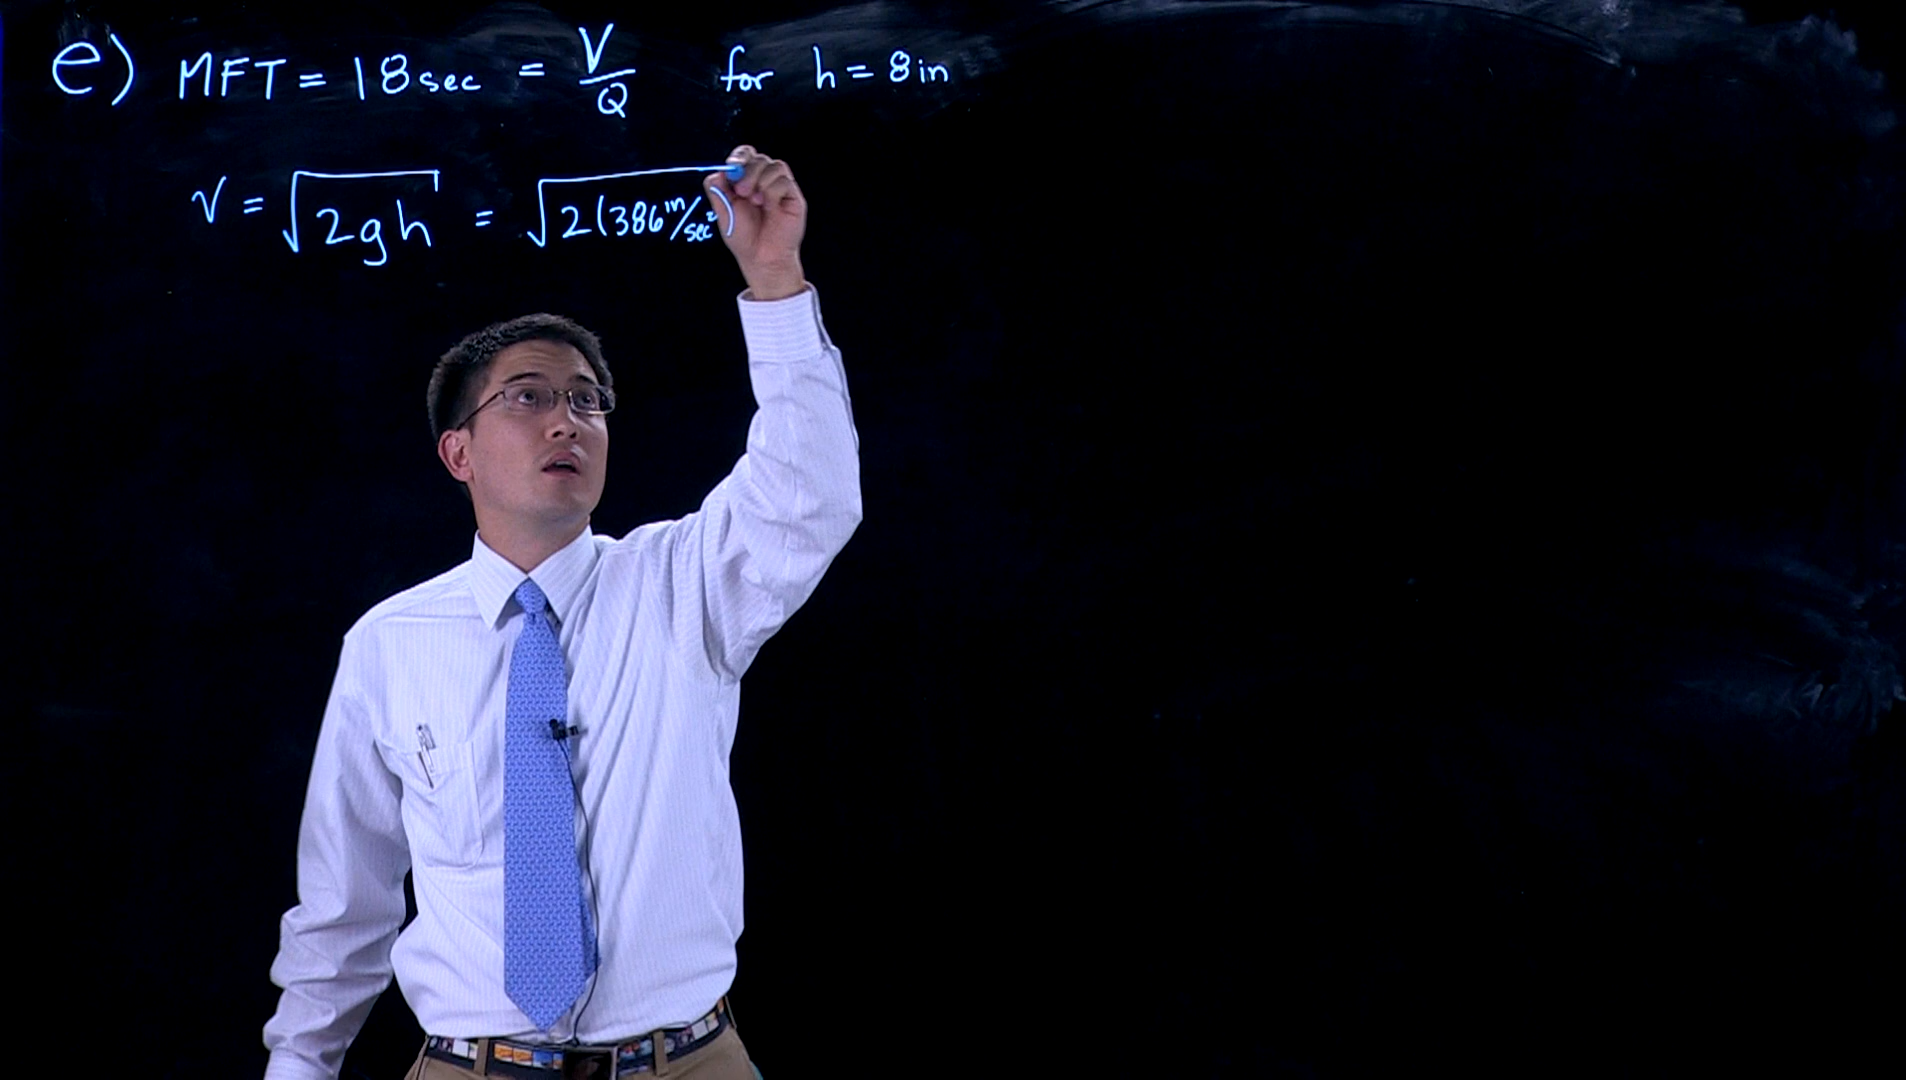 e) MFT = 18 sec = V/Q for h = 8 in
v = √2gh = √2(386 in/sec²)